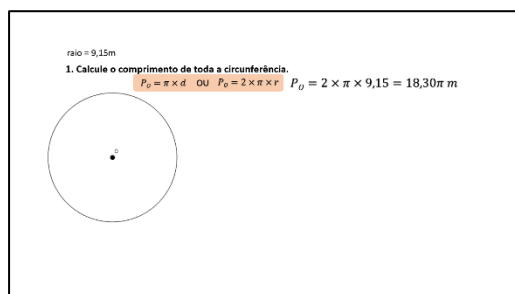 raio = 9,15m
1. Calcule o comprimento de toda a circunferência.
P_O = π × d OU P_O = 2 × π × r P_O = 2 × π × 9,15 = 18,30π m
O